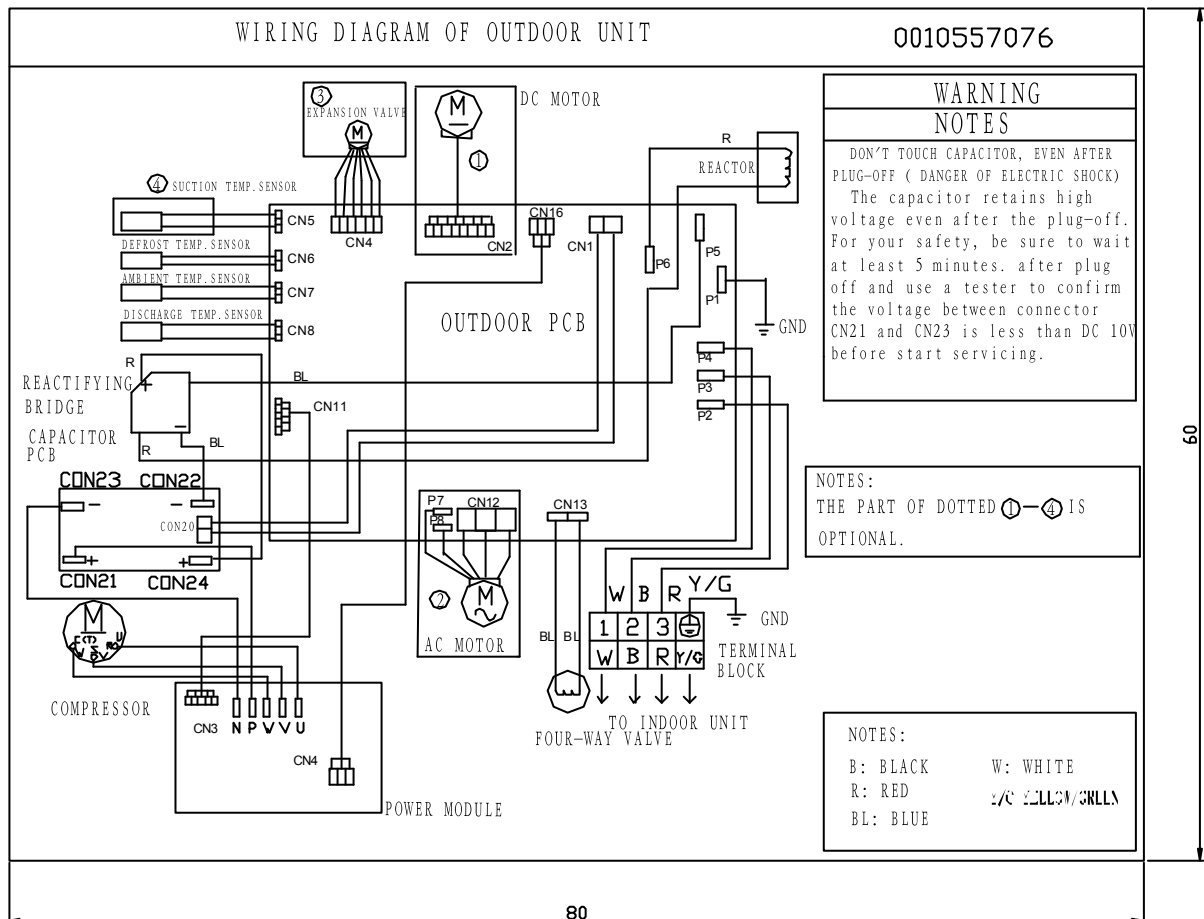 WIRING DIAGRAM OF OUTDOOR UNIT
0010557076
3
EXPANSION VALVE
M
CN4
M
DC MOTOR
1
CN2
R
REACTOR
WARNING
NOTES
DON'T TOUCH CAPACITOR, EVEN AFTER
PLUG-OFF ( DANGER OF ELECTRIC SHOCK)
The capacitor retains high
voltage even after the plug-off.
For your safety, be sure to wait
at least 5 minutes. after plug
off and use a tester to confirm
the voltage between connector
CN21 and CN23 is less than DC 10V
before start servicing.
4 SUCTION TEMP.SENSOR
CN5
DEFROST TEMP.SENSOR
CN6
AMBIENT TEMP.SENSOR
CN7
DISCHARGE TEMP.SENSOR
CN8
CN16
CN1
P6
P5
P1
GND
OUTDOOR PCB
P4
P3
P2
R
REACTIFYING
BRIDGE
+
-
BL
R
BL
CN11
CAPACITOR
PCB
CON23 CON22
- -
CON20
+ +
CON21 CON24
P7
P8
CN12
2
M
AC MOTOR
CN13
BL BL
FOUR-WAY VALVE
W B R Y/G
GND
1 2 3
W B R Y/G
TERMINAL
BLOCK
TO INDOOR UNIT
M
COMPRESSOR
CN3 N P W V U
CN4
POWER MODULE
NOTES:
THE PART OF DOTTED 1-4 IS
OPTIONAL.
NOTES:
B: BLACK W: WHITE
R: RED
BL: BLUE
60
80